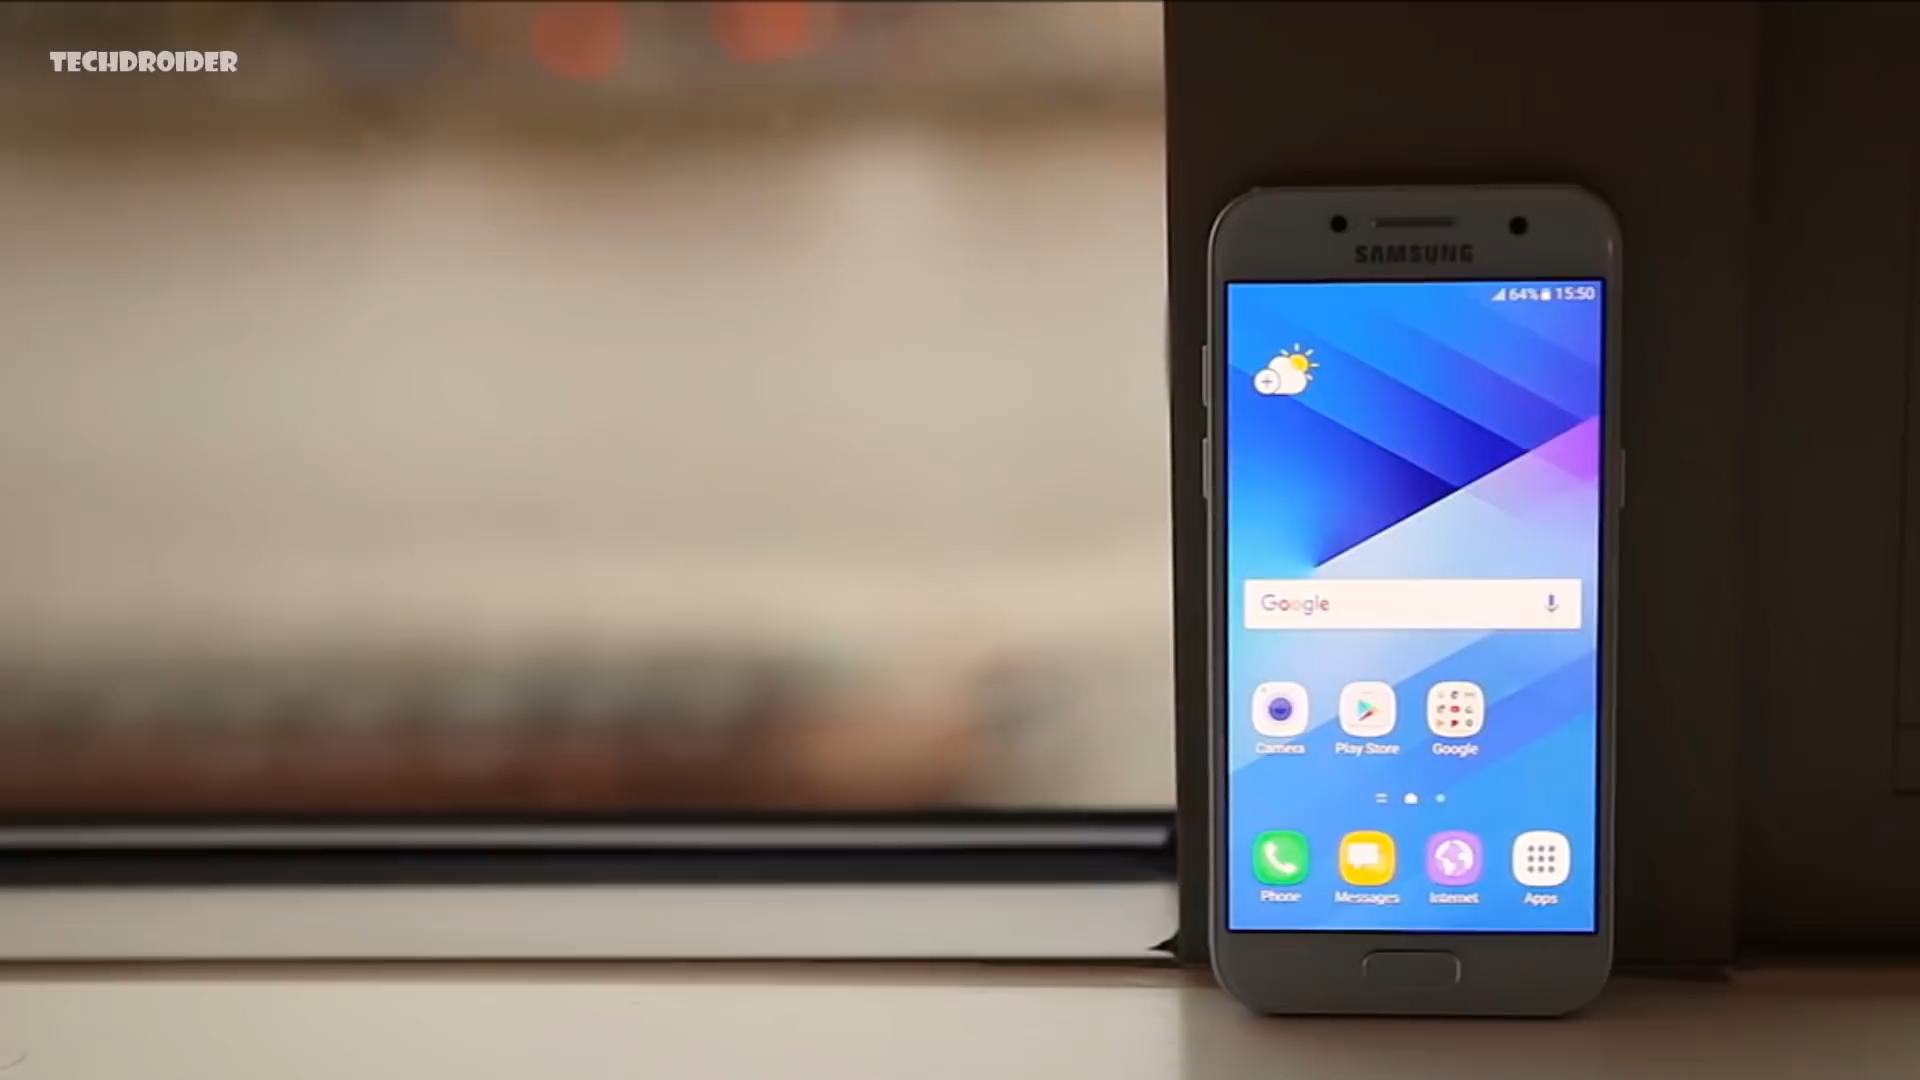 TECHDROIDER
SAMSUNG
64% 15:50
Google
Camera Play Store Google
Phone Messages Internet Apps